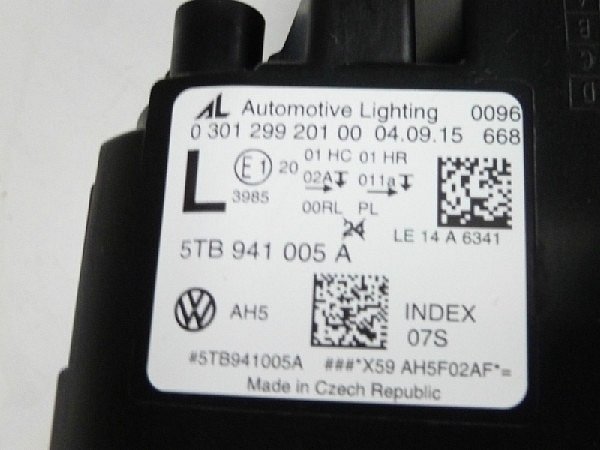 AL Automotive Lighting 0096
0 301 299 201 00 04.09.15 668
L E1 20 01 HC 01 HR
3985 02A 011a
00RL PL
24
LE 14 A 6341
5TB 941 005 A
VW AH5 INDEX
07S
#5TB941005A ###*X59 AH5F02AF*=
Made in Czech Republic